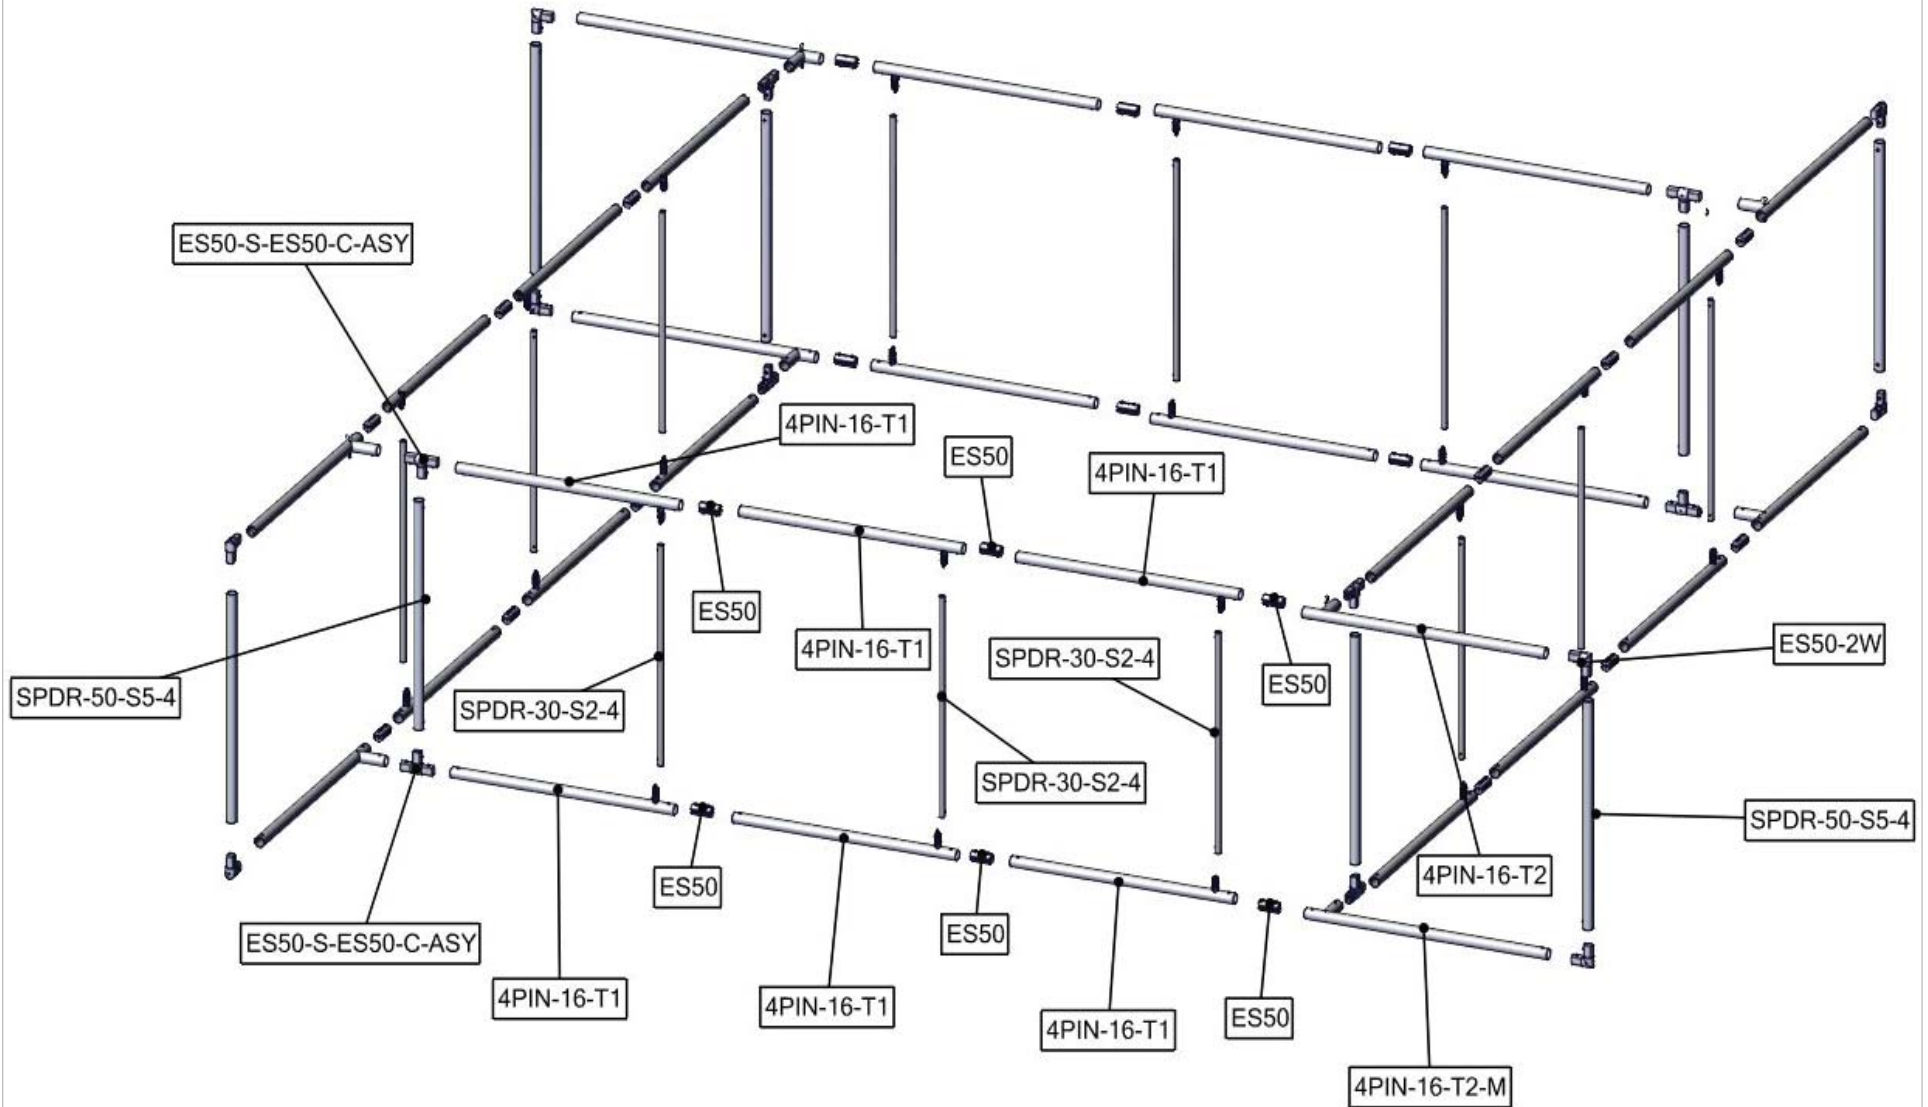 ES50-S-ES50-C-ASY
4PIN-16-T1
ES50
4PIN-16-T1
ES50
4PIN-16-T1
SPDR-30-S2-4
ES50-2W
SPDR-50-S5-4
SPDR-30-S2-4
ES50
SPDR-30-S2-4
SPDR-50-S5-4
ES50
4PIN-16-T2
ES50-S-ES50-C-ASY
ES50
4PIN-16-T1
4PIN-16-T1
ES50
4PIN-16-T1
4PIN-16-T2-M